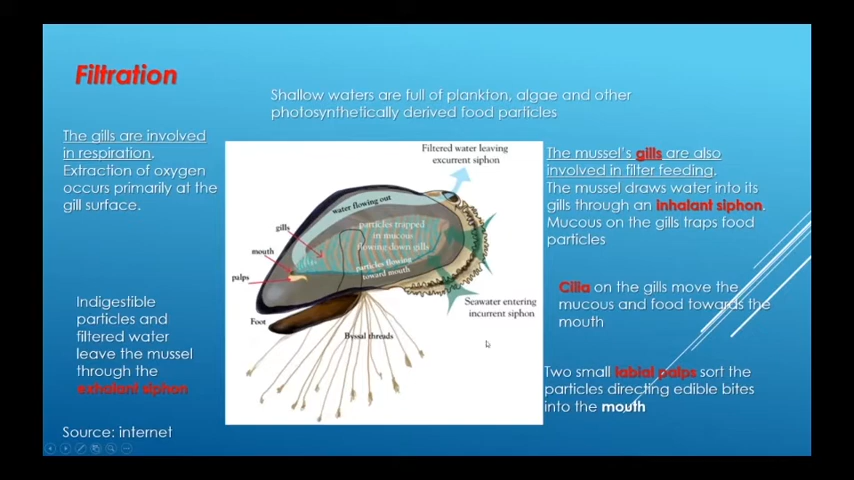 Filtration
Shallow waters are full of plankton, algae and other
photosynthetically derived food particles
The gills are involved
in respiration.
Extraction of oxygen
occurs primarily at the
gill surface.
Indigestible
particles and
filtered water
leave the mussel
through the
exhalant siphon
Source: internet
Filtered water leaving
excurrent siphon
water flowing out
gills
particles trapped
in mucous
flowing down gills
mouth
particles flowing
toward mouth
palps
Seawater entering
incurrent siphon
Foot
Byssal threads
The mussel's gills are also
involved in filter feeding.
The mussel draws water into its
gills through an inhalant siphon.
Mucous on the gills traps food
particles
Cilia on the gills move the
mucous and food towards the
mouth
Two small labial palps sort the
particles directing edible bites
into the mouth